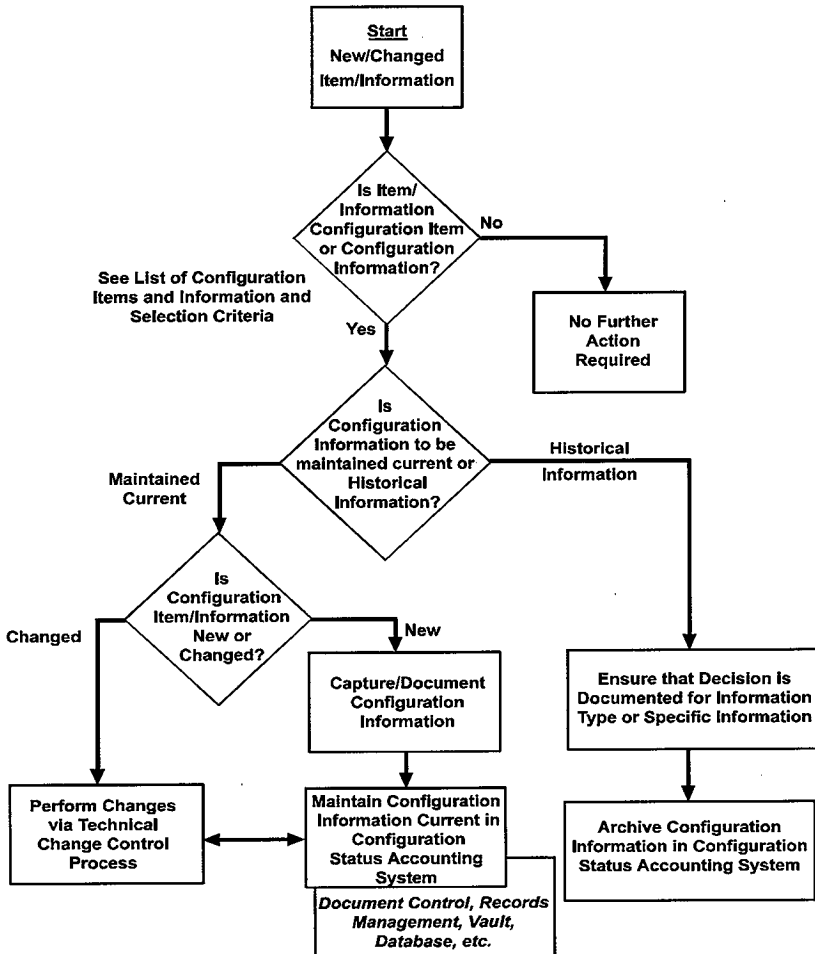 Start
New/Changed
Item/Information
Is Item/
Information
Configuration Item
or Configuration
Information?
No
See List of Configuration
Items and Information and
Selection Criteria
Yes
No Further
Action
Required
Is
Configuration
Information to be
maintained current or
Historical
Information?
Maintained
Current
Historical
Information
Is
Configuration
Item/Information
New or
Changed?
Changed
New
Capture/Document
Configuration
Information
Ensure that Decision is
Documented for Information
Type or Specific Information
Perform Changes
via Technical
Change Control
Process
Maintain Configuration
Information Current in
Configuration
Status Accounting
System
Archive Configuration
Information in Configuration
Status Accounting System
Document Control, Records
Management, Vault,
Database, etc.